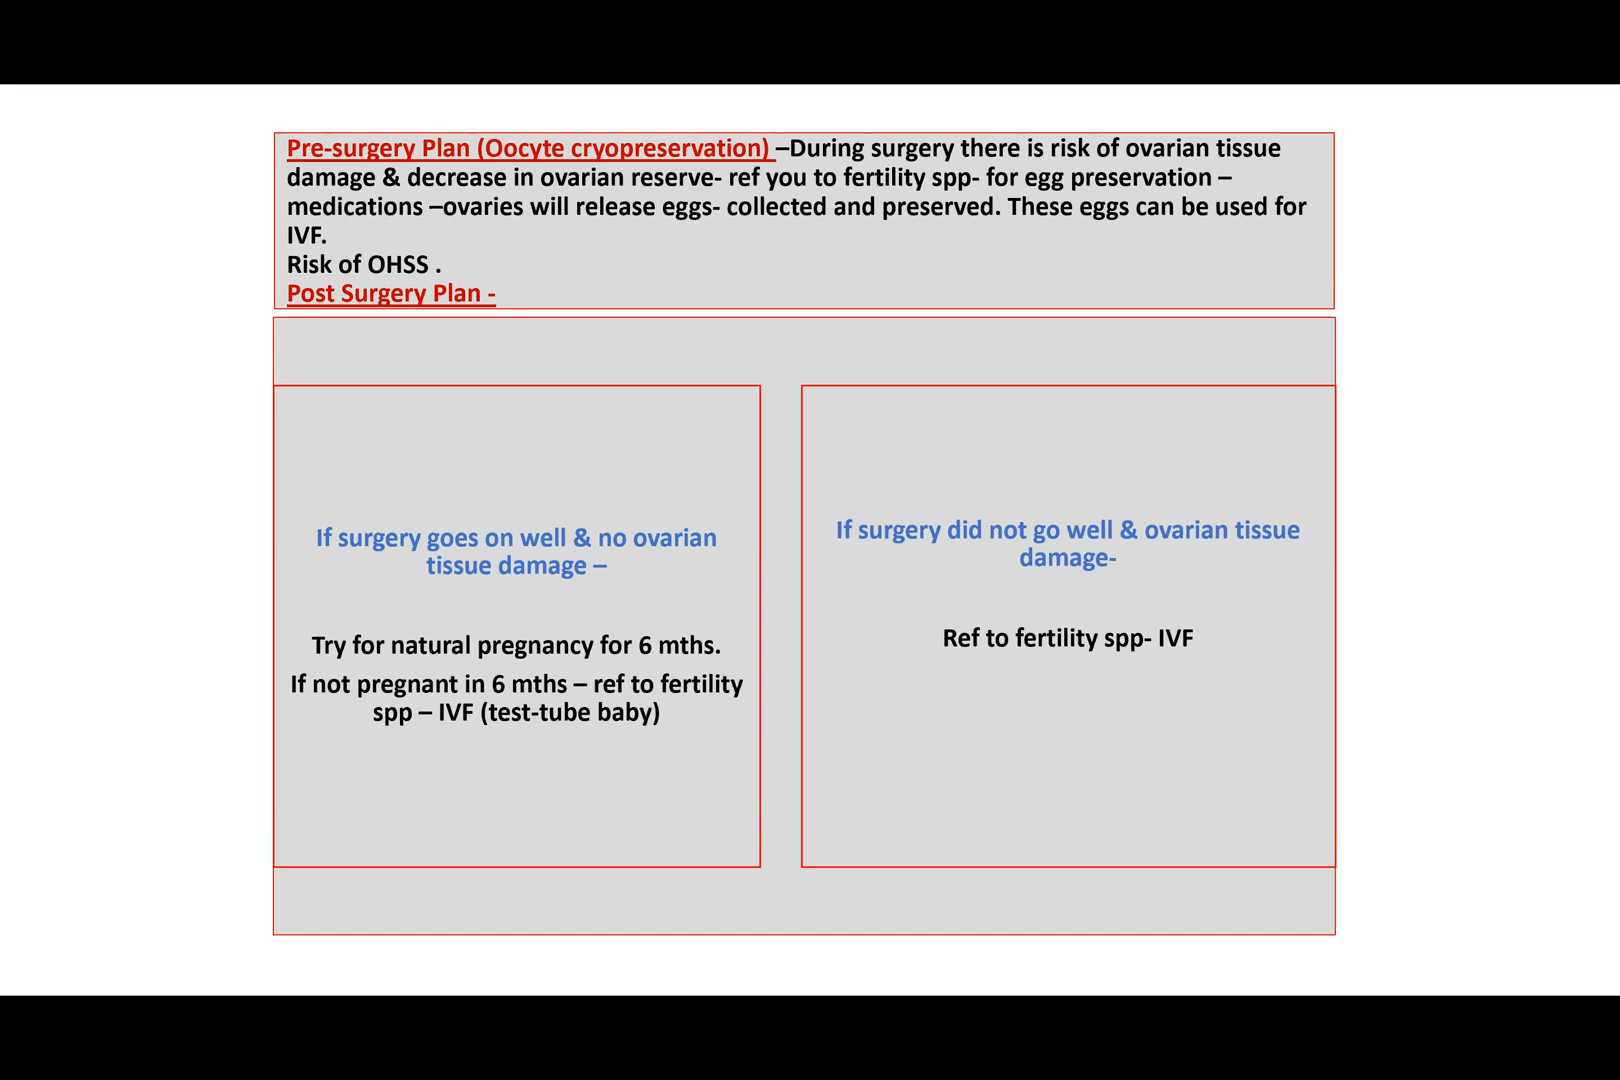 Pre-surgery Plan (Oocyte cryopreservation) –During surgery there is risk of ovarian tissue
damage & decrease in ovarian reserve- ref you to fertility spp- for egg preservation –
medications –ovaries will release eggs- collected and preserved. These eggs can be used for
IVF.
Risk of OHSS .
Post Surgery Plan -
If surgery goes on well & no ovarian
tissue damage –
Try for natural pregnancy for 6 mths.
If not pregnant in 6 mths – ref to fertility
spp – IVF (test-tube baby)
If surgery did not go well & ovarian tissue
damage-
Ref to fertility spp- IVF